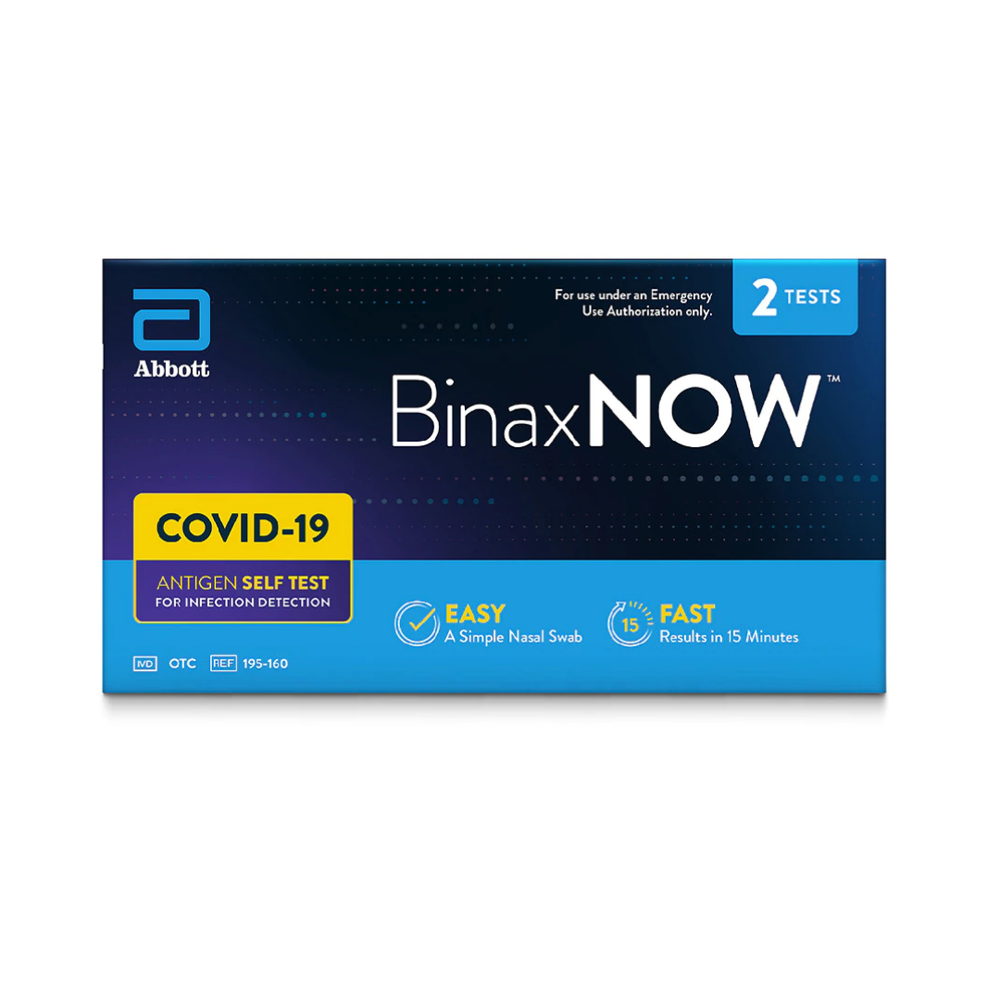 Abbott
For use under an Emergency
Use Authorization only.
2 TESTS
BinaxNOW™
COVID-19
ANTIGEN SELF TEST
FOR INFECTION DETECTION
EASY
A Simple Nasal Swab
15
FAST
Results in 15 Minutes
IVD OTC REF 195-160